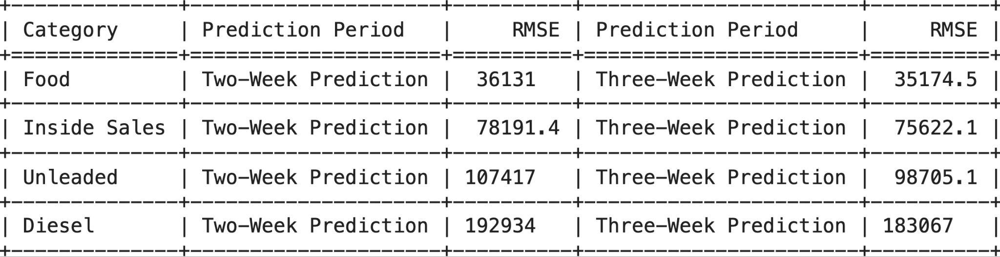 +--------------+---------------------+----------+-----------------------+----------+
| Category     | Prediction Period   |     RMSE | Prediction Period     |     RMSE |
+==============+=====================+==========+=======================+==========+
| Food         | Two-Week Prediction |  36131   | Three-Week Prediction |  35174.5 |
+--------------+---------------------+----------+-----------------------+----------+
| Inside Sales | Two-Week Prediction |  78191.4 | Three-Week Prediction |  75622.1 |
+--------------+---------------------+----------+-----------------------+----------+
| Unleaded     | Two-Week Prediction | 107417   | Three-Week Prediction |  98705.1 |
+--------------+---------------------+----------+-----------------------+----------+
| Diesel       | Two-Week Prediction | 192934   | Three-Week Prediction | 183067   |
+--------------+---------------------+----------+-----------------------+----------+